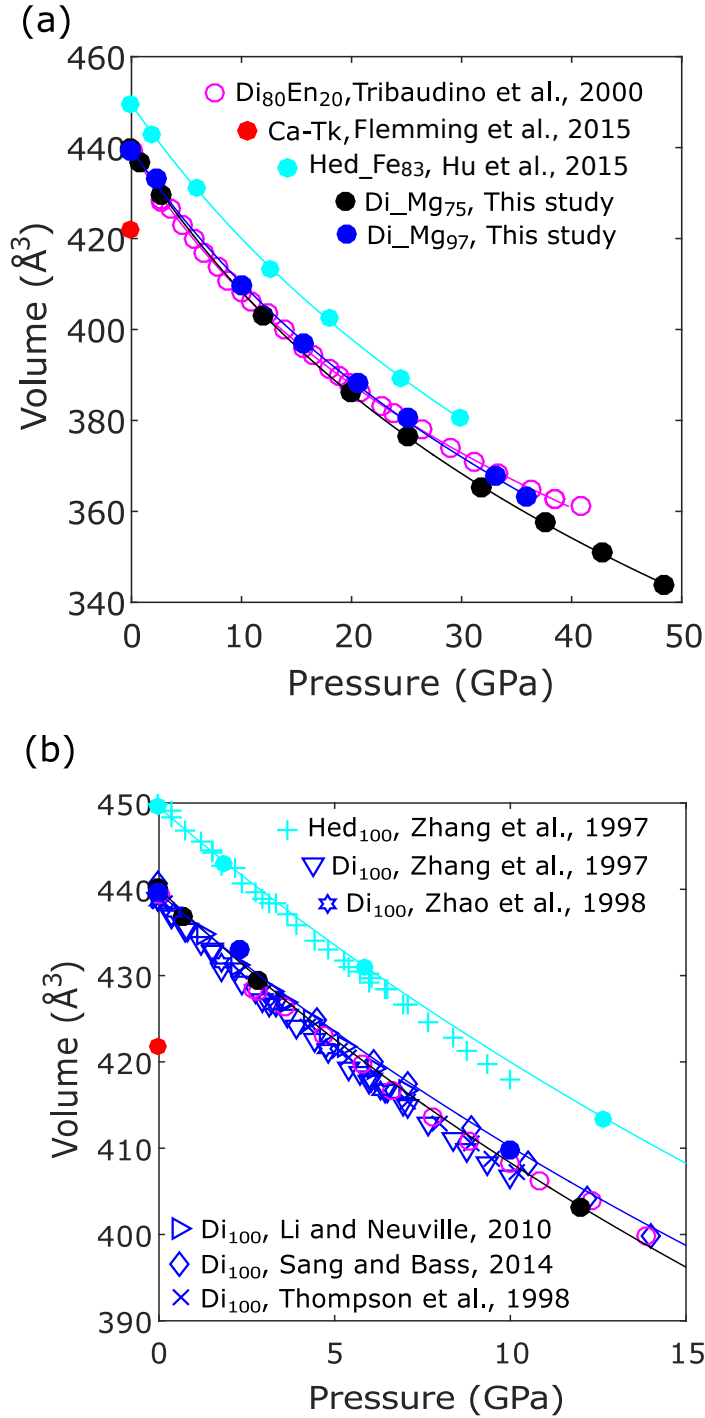 (a)
460
450
440
420
400
380
360
340
Di₈₀En₂₀,Tribaudino et al., 2000
Ca-Tk, Flemming et al., 2015
Hed_Fe₈₃, Hu et al., 2015
Di_Mg₇₅, This study
Di_Mg₉₇, This study
Volume (Å³)
0 10 20 30 40 50
Pressure (GPa)
(b)
450
440
430
420
410
400
390
Hed₁₀₀, Zhang et al., 1997
Di₁₀₀, Zhang et al., 1997
Di₁₀₀, Zhao et al., 1998
Volume (Å³)
Di₁₀₀, Li and Neuville, 2010
Di₁₀₀, Sang and Bass, 2014
Di₁₀₀, Thompson et al., 1998
0 5 10 15
Pressure (GPa)